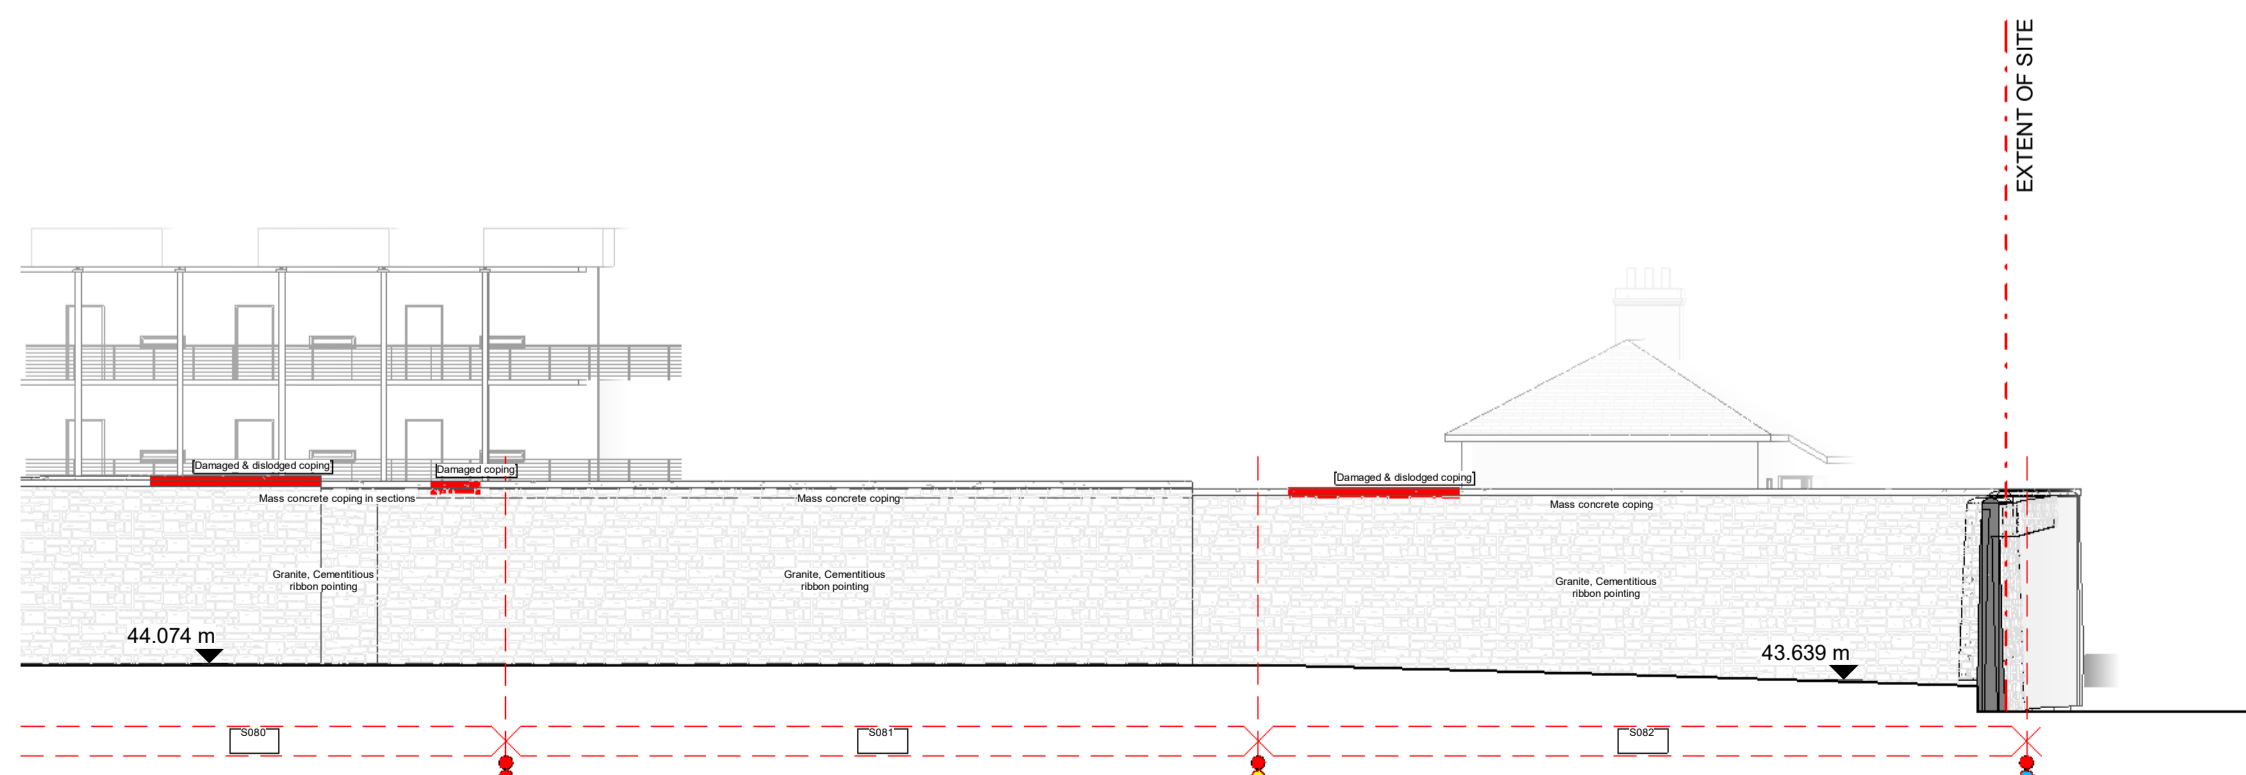 EXTENT OF SITE
[Damaged & dislodged coping]
[Damaged coping]
[Damaged & dislodged coping]
Mass concrete coping in sections
Mass concrete coping
Mass concrete coping
Granite, Cementitious
ribbon pointing
Granite, Cementitious
ribbon pointing
Granite, Cementitious
ribbon pointing
44.074 m
43.639 m
S080
S081
S082